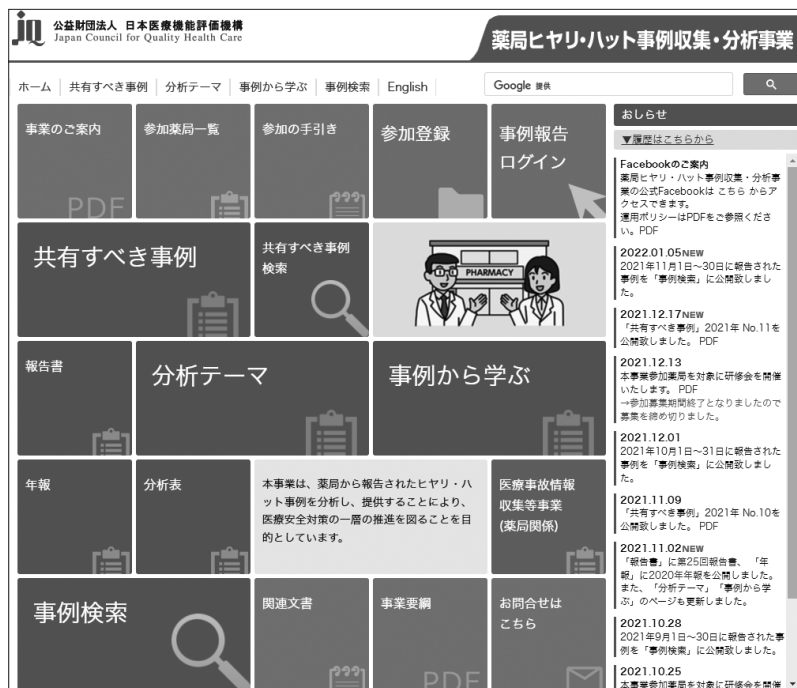 公益財団法人 日本医療機能評価機構
Japan Council for Quality Health Care
薬局ヒヤリ・ハット事例収集・分析事業
ホーム 共有すべき事例 分析テーマ 事例から学ぶ 事例検索 English
Google 提供
事業のご案内
PDF
参加薬局一覧
参加の手引き
参加登録
事例報告
ログイン
共有すべき事例
共有すべき事例
検索
PHARMACY
報告書
分析テーマ
事例から学ぶ
年報
分析表
本事業は、薬局から報告されたヒヤリ・ハ
ット事例を分析し、提供することにより、
医療安全対策の一層の推進を図ることを目
的としています。
医療事故情報
収集等事業
(薬局関係)
事例検索
関連文書
事業要綱
PDF
お問合せは
こちら
おしらせ
▼履歴はこちらから
Facebookのご案内
薬局ヒヤリ・ハット事例収集・分析事
業の公式Facebookは こちら からア
クセスできます。
運用ポリシーはPDFをご参照くださ
い。PDF
2022.01.05NEW
2021年11月1日～30日に報告された
事例を「事例検索」に公開致しまし
た。
2021.12.17NEW
「共有すべき事例」2021年 No.11を
公開致しました。 PDF
2021.12.13
本事業参加薬局を対象に研修会を開催
いたします。 PDF
→参加募集期間終了となりましたので
募集を締め切りました。
2021.12.01
2021年10月1日～31日に報告された
事例を「事例検索」に公開致しまし
た。
2021.11.09
「共有すべき事例」2021年 No.10を
公開致しました。 PDF
2021.11.02NEW
「報告書」に第25回報告書、 「年
報」に2020年年報を公開しました。
また、「分析テーマ」「事例から学
ぶ」のページも更新しました。
2021.10.28
2021年9月1日～30日に報告された事
例を「事例検索」に公開致しました。
2021.10.25
本事業参加薬局を対象に研修会を開催